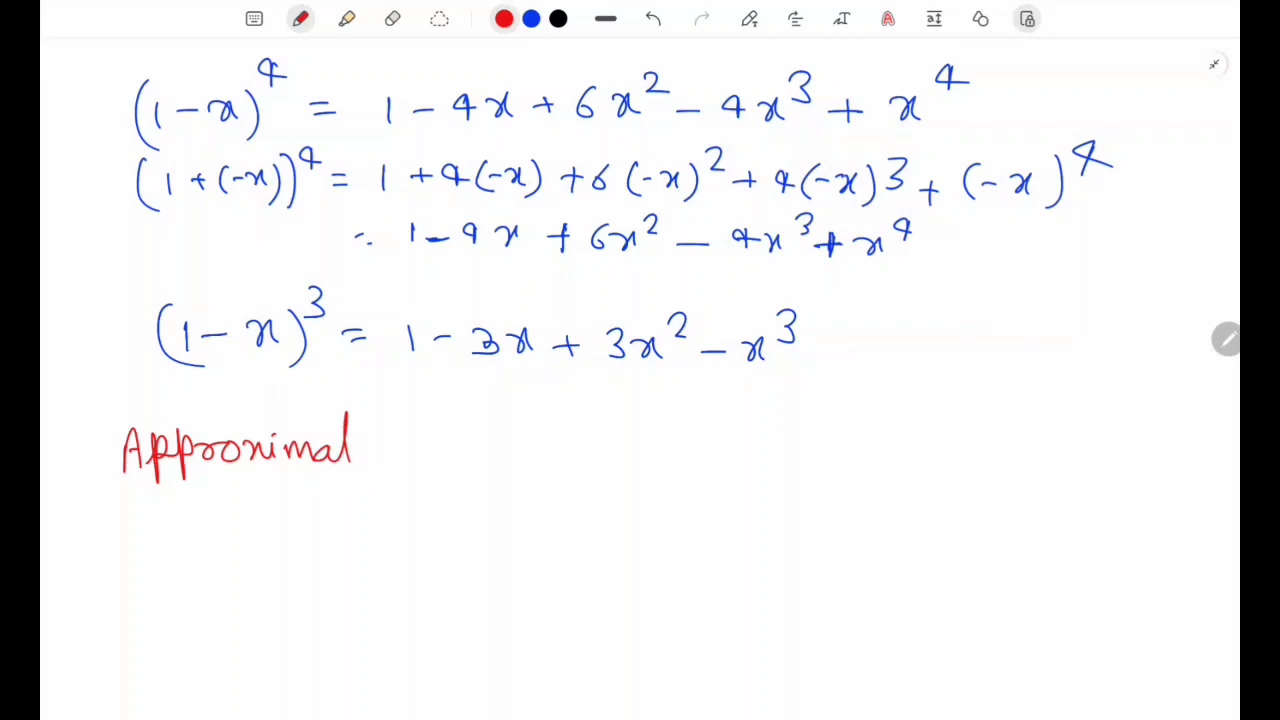 (1-x)^4 = 1 - 4x + 6x^2 - 4x^3 + x^4
(1 + (-x))^4 = 1 + 4(-x) + 6(-x)^2 + 4(-x)3 + (-x)^4
= 1 - 4x + 6x^2 - 4x^3 + x^4
(1-x)^3 = 1 - 3x + 3x^2 - x^3
Approximal